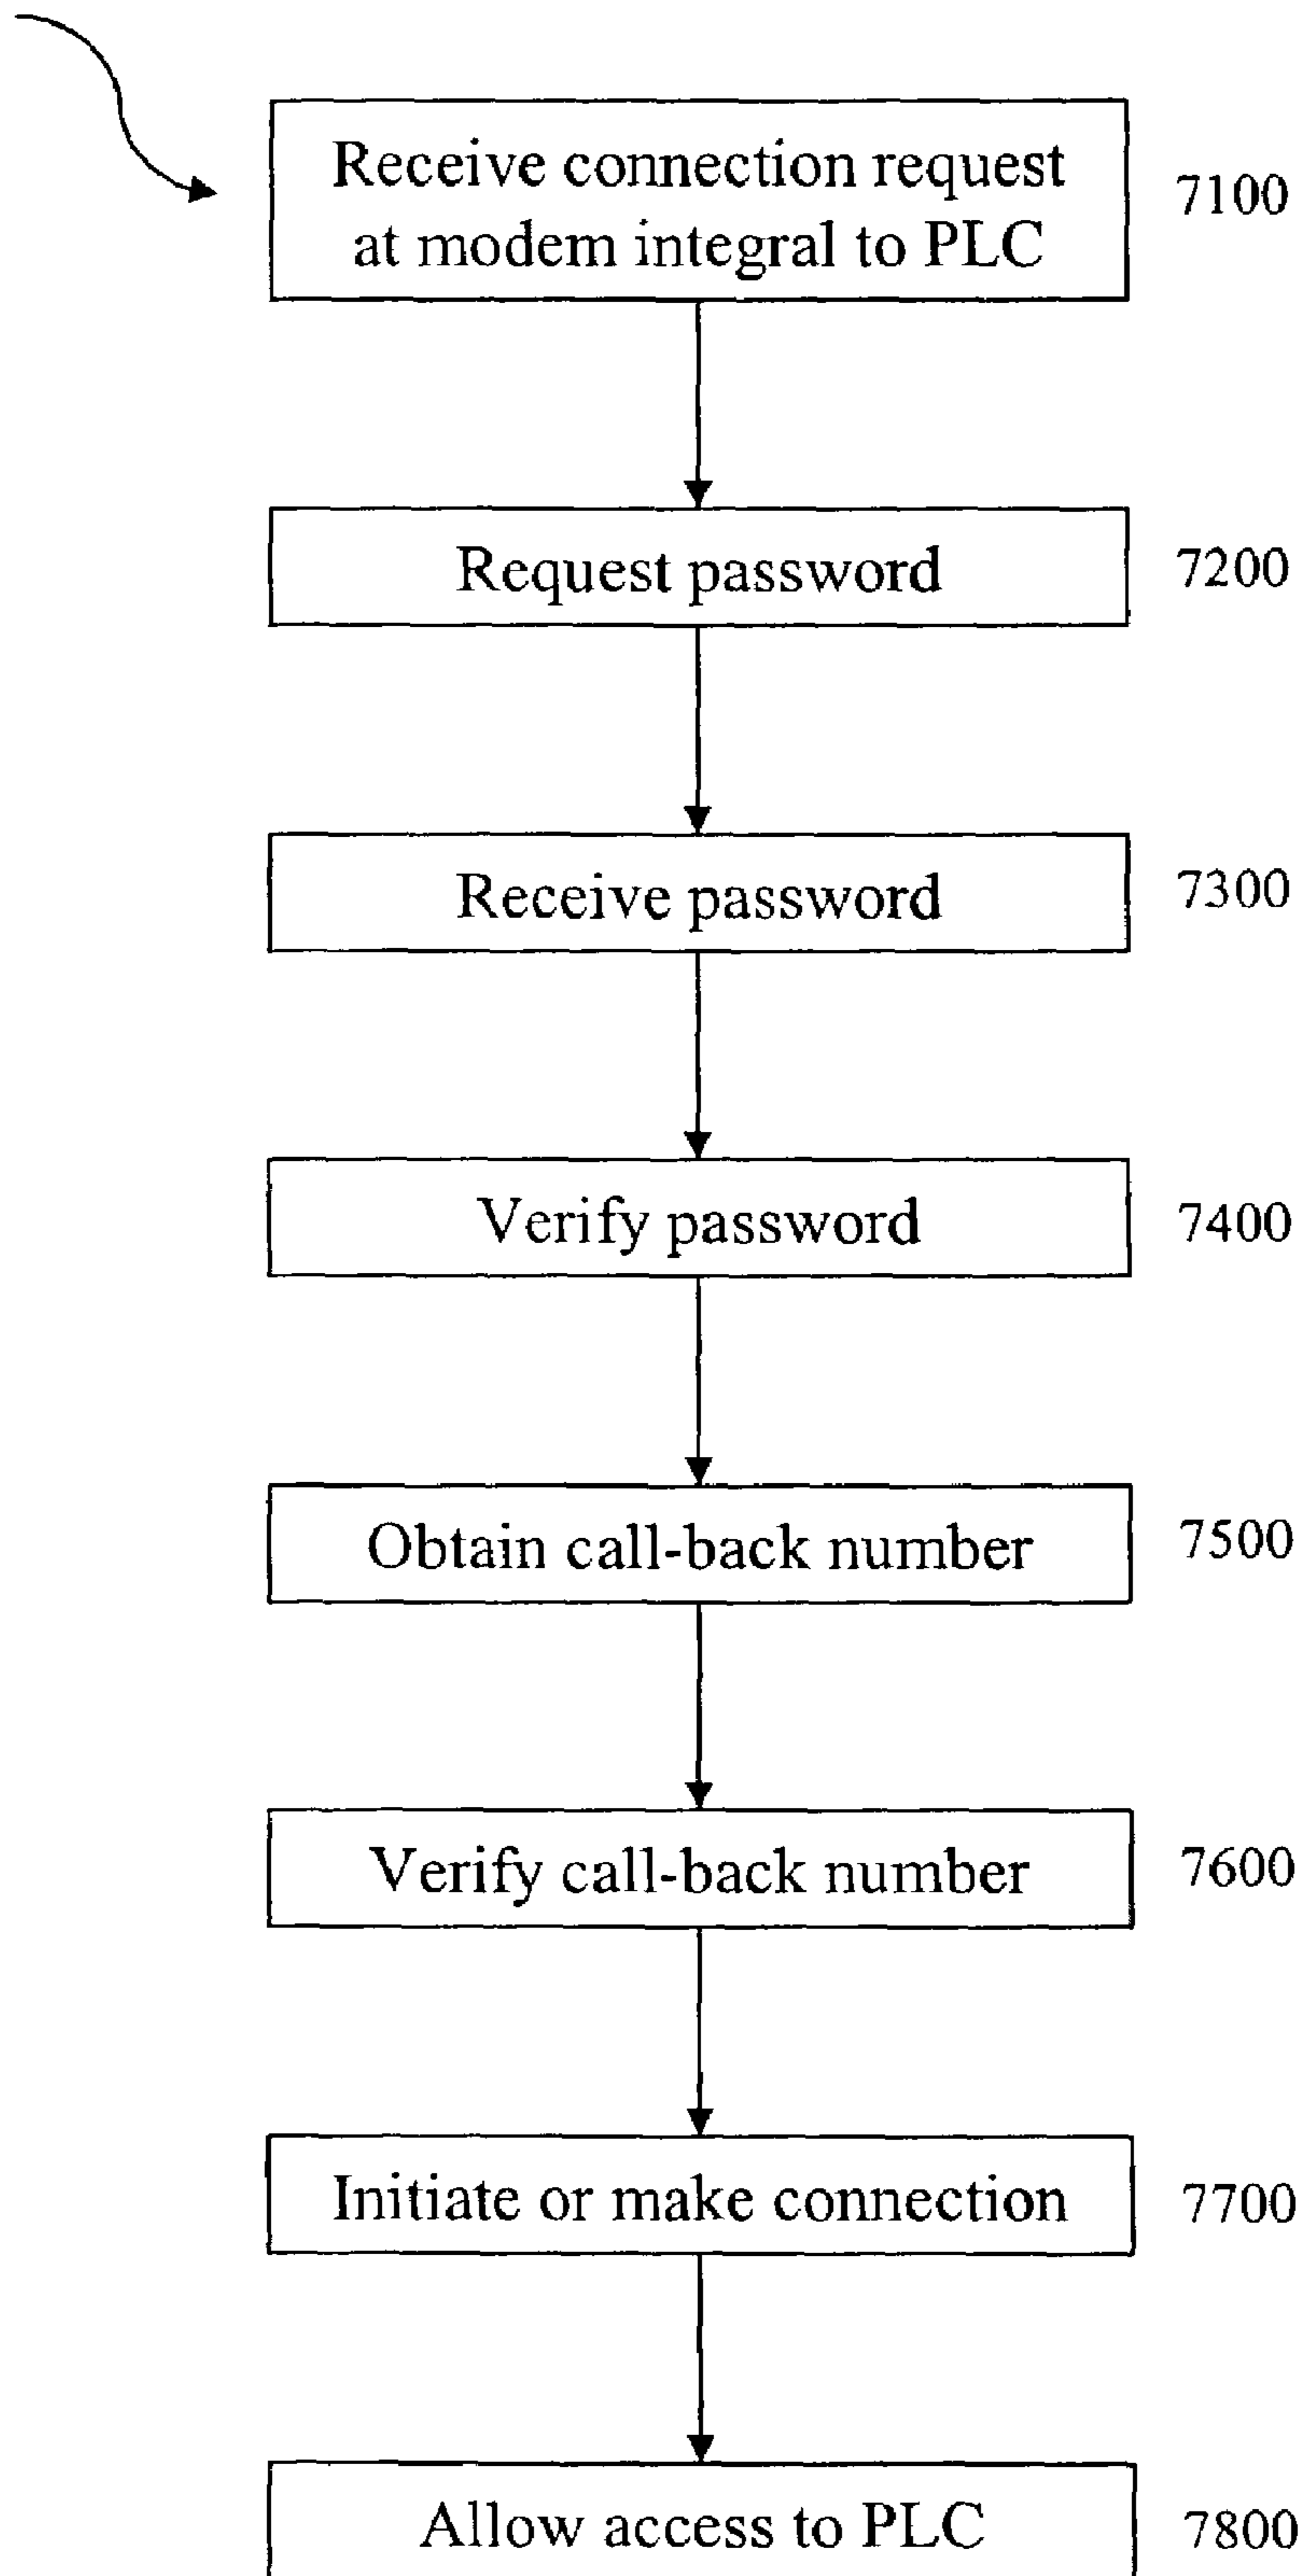 Receive connection request
at modem integral to PLC
7100
Request password
7200
Receive password
7300
Verify password
7400
Obtain call-back number
7500
Verify call-back number
7600
Initiate or make connection
7700
Allow access to PLC
7800